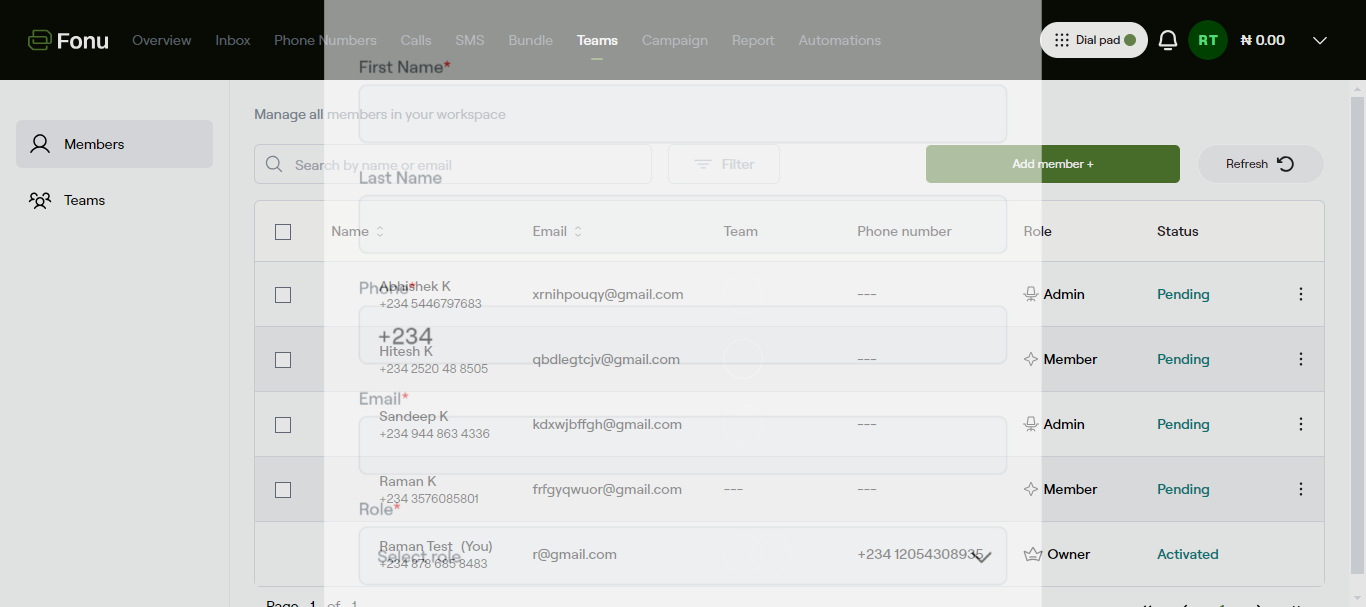 Fonu Overview Inbox Phone Numbers Calls SMS Bundle Teams Campaign Report Automations Dial pad RT ₦ 0.00
First Name*
Manage all members in your workspace
Members
Search by name or email Filter Add member + Refresh
Last Name
Teams
Name Email Team Phone number Role Status
Phone*
Abhishek K xrnihpouqy@gmail.com --- Admin Pending
+234 5446797683
+234
Hitesh K qbdlegtcjv@gmail.com --- Member Pending
+234 2520 48 8505
Email*
Sandeep K kdxwjbffgh@gmail.com --- Admin Pending
+234 944 863 4336
Raman K frfgyqwuor@gmail.com --- --- Member Pending
+234 3576085801
Role*
Raman Test (You) r@gmail.com +234 12054308935 Owner Activated
Select role
+234 878 685 8483
Page 1 of 1